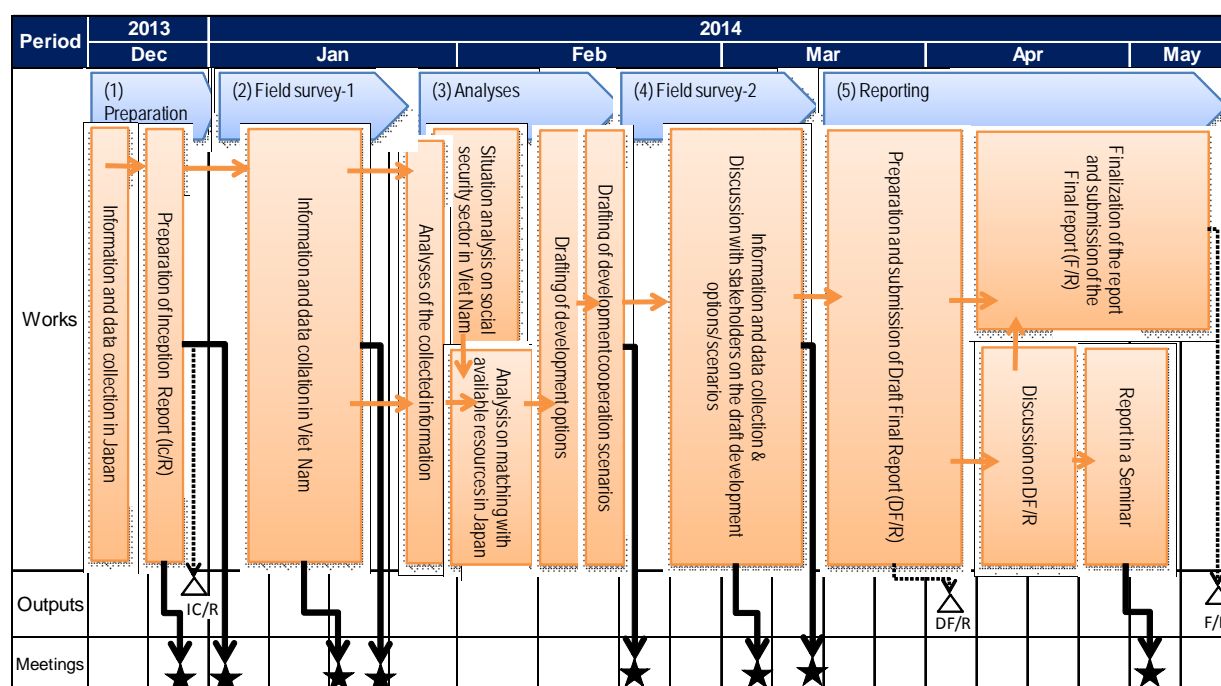 Period
2013
2014
Dec
Jan
Feb
Mar
Apr
May
(1)
Preparation
(2) Field survey-1
(3) Analyses
(4) Field survey-2
(5) Reporting
Works
Information and data collection in Japan
Preparation of Inception
Report (Ic/R)
Information and data collation in Viet Nam
Analyses of the collected information
Situation analysis on social
security sector in Viet Nam
Analysis on matching with
available resources in Japan
Drafting of development options
Drafting of development cooperation scenarios
Information and data collection &
Discussion with stakeholders on the draft development
options/scenarios
Preparation and submission of Draft Final Report (DF/R)
Finalization of the report
and submission of the
Final report (F/R)
Discussion on DF/R
Report in a Seminar
Outputs
IC/R
DF/R
Meetings